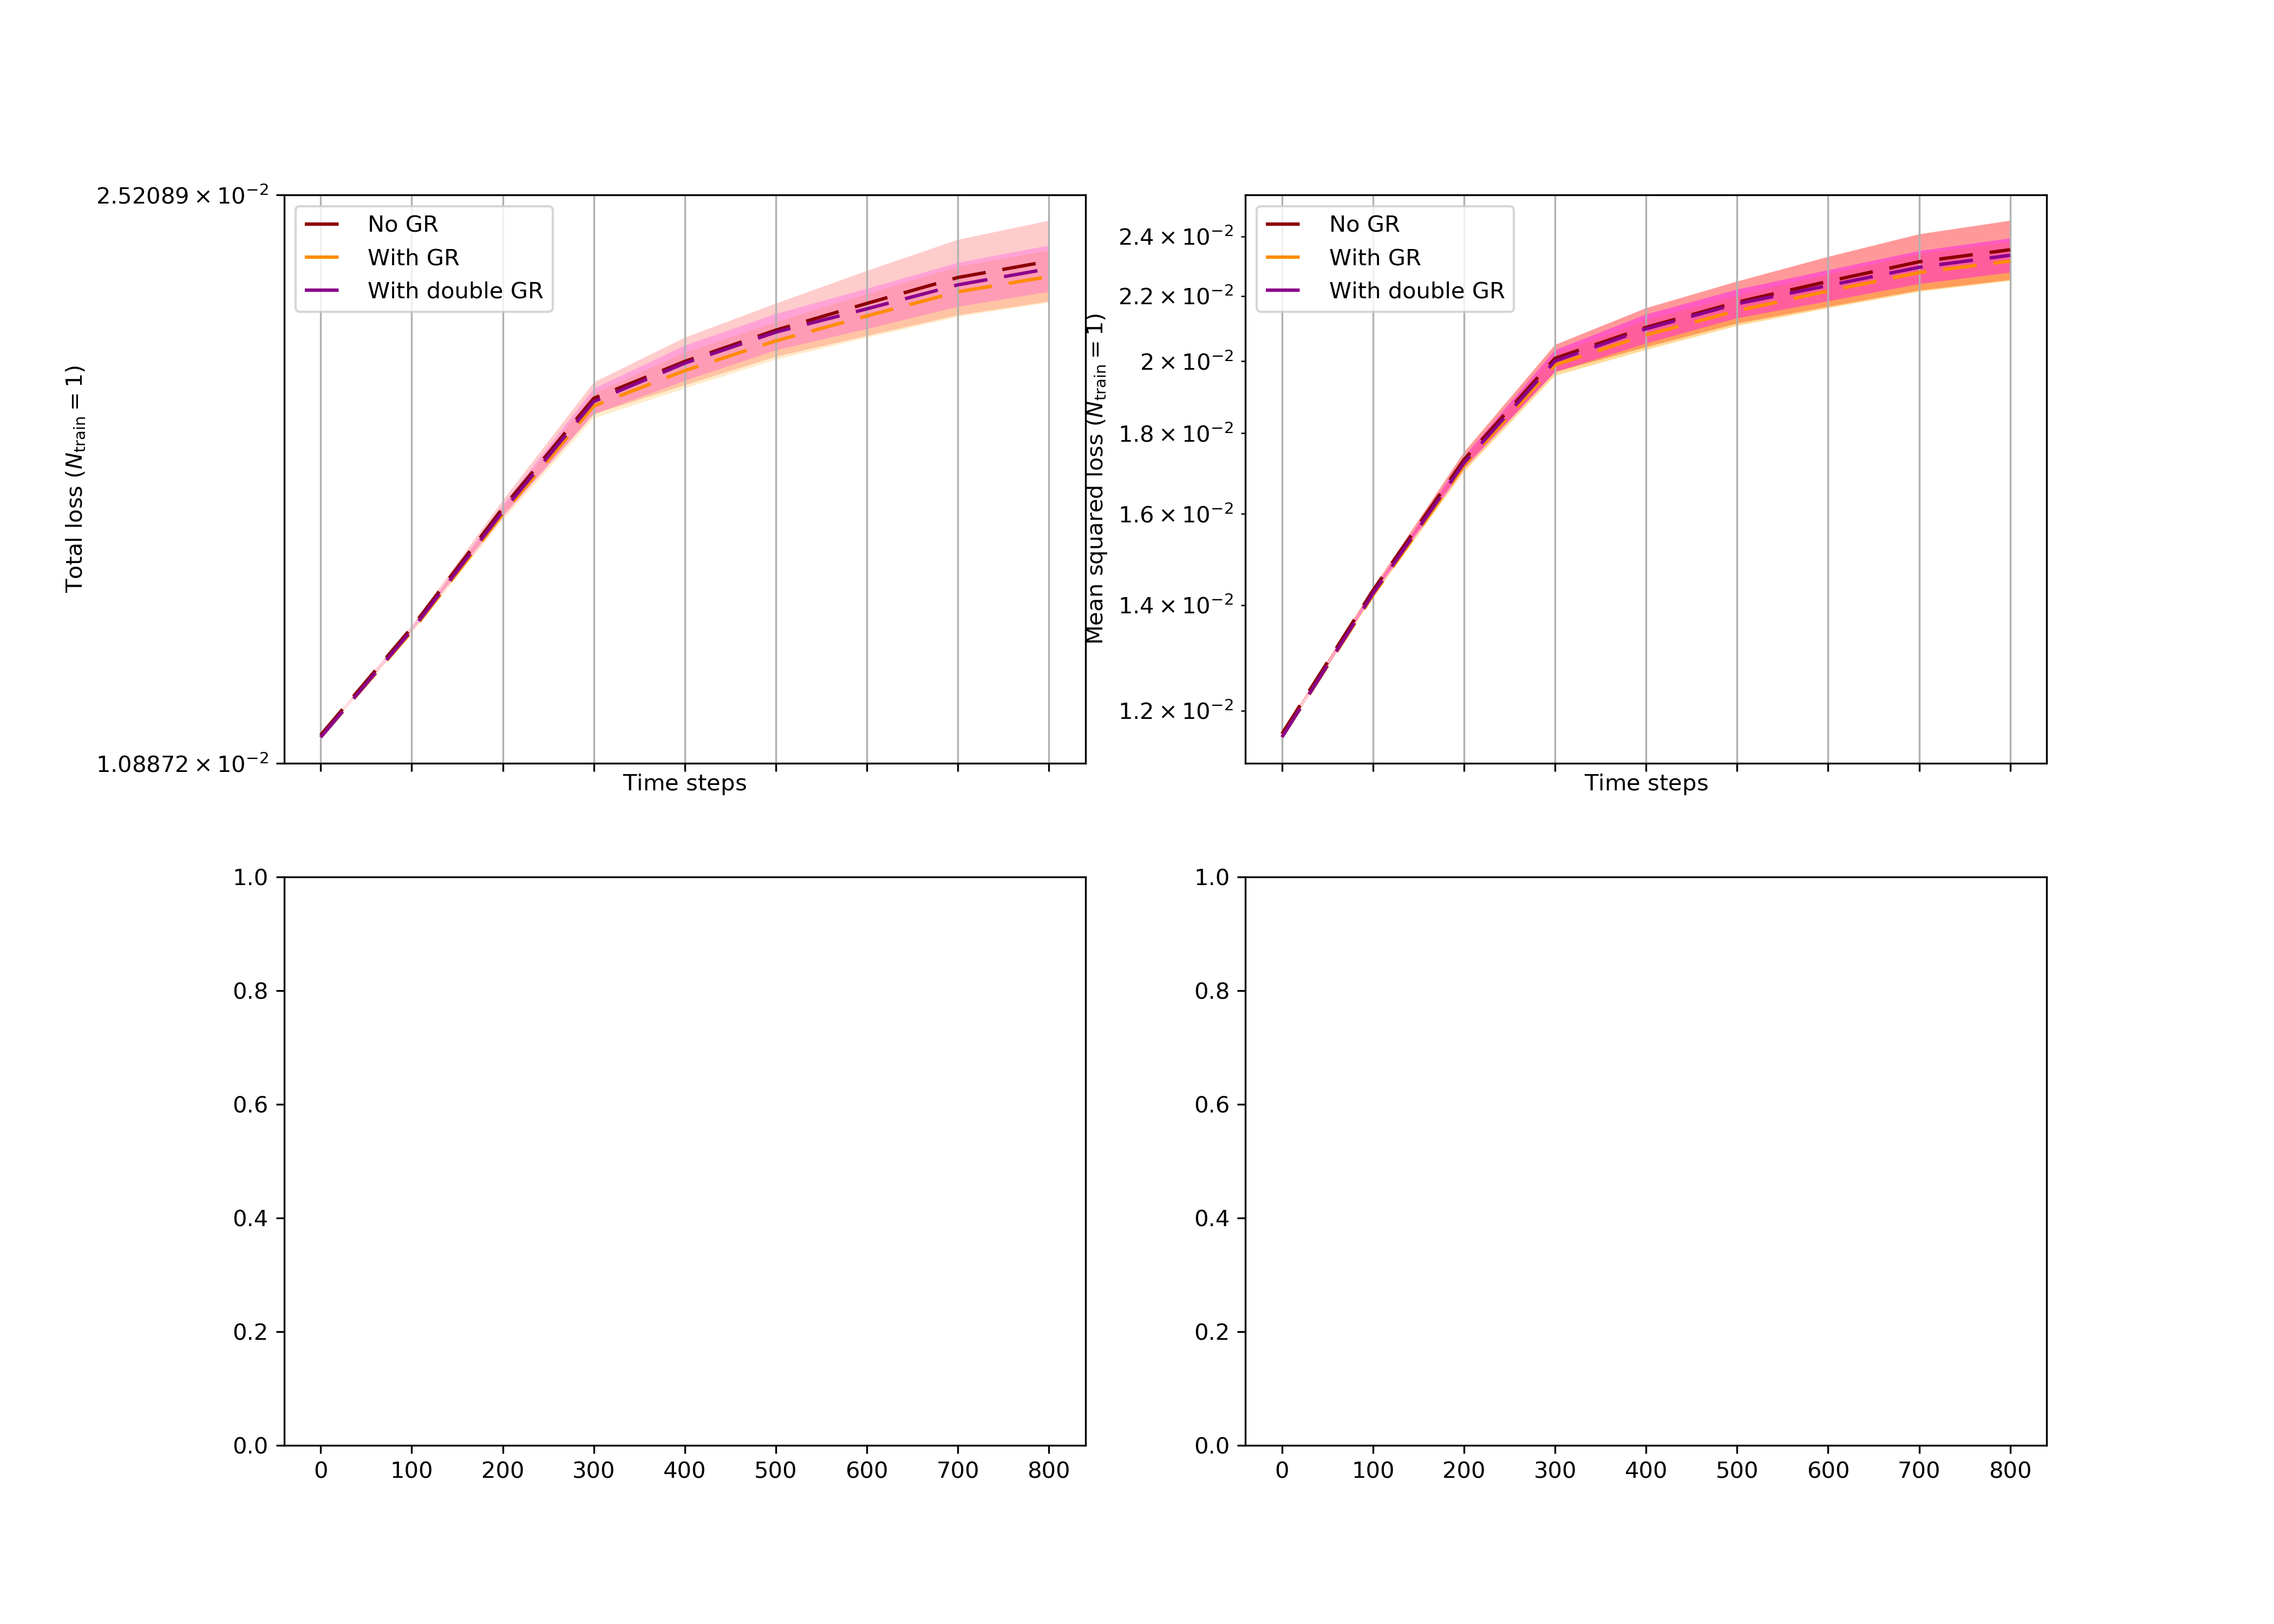 2.52089 × 10⁻²
1.08872 × 10⁻²
Total loss (N_train = 1)
No GR
With GR
With double GR
Time steps
2.4 × 10⁻²
2.2 × 10⁻²
2 × 10⁻²
1.8 × 10⁻²
1.6 × 10⁻²
1.4 × 10⁻²
1.2 × 10⁻²
Mean squared loss (N_train = 1)
No GR
With GR
With double GR
Time steps
1.0
0.8
0.6
0.4
0.2
0.0
0 100 200 300 400 500 600 700 800
1.0
0.8
0.6
0.4
0.2
0.0
0 100 200 300 400 500 600 700 800